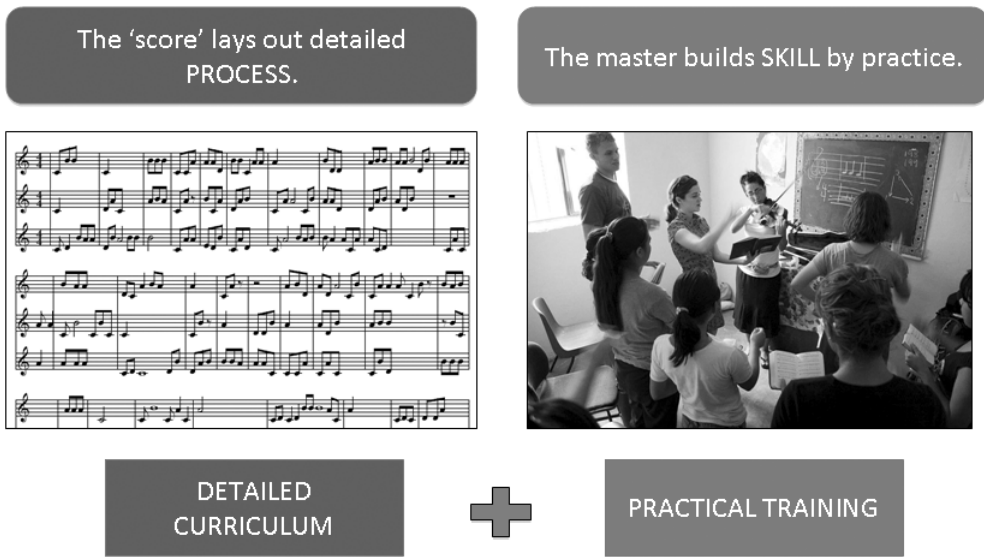 The ‘score’ lays out detailed
PROCESS.
The master builds SKILL by practice.
DETAILED
CURRICULUM
PRACTICAL TRAINING